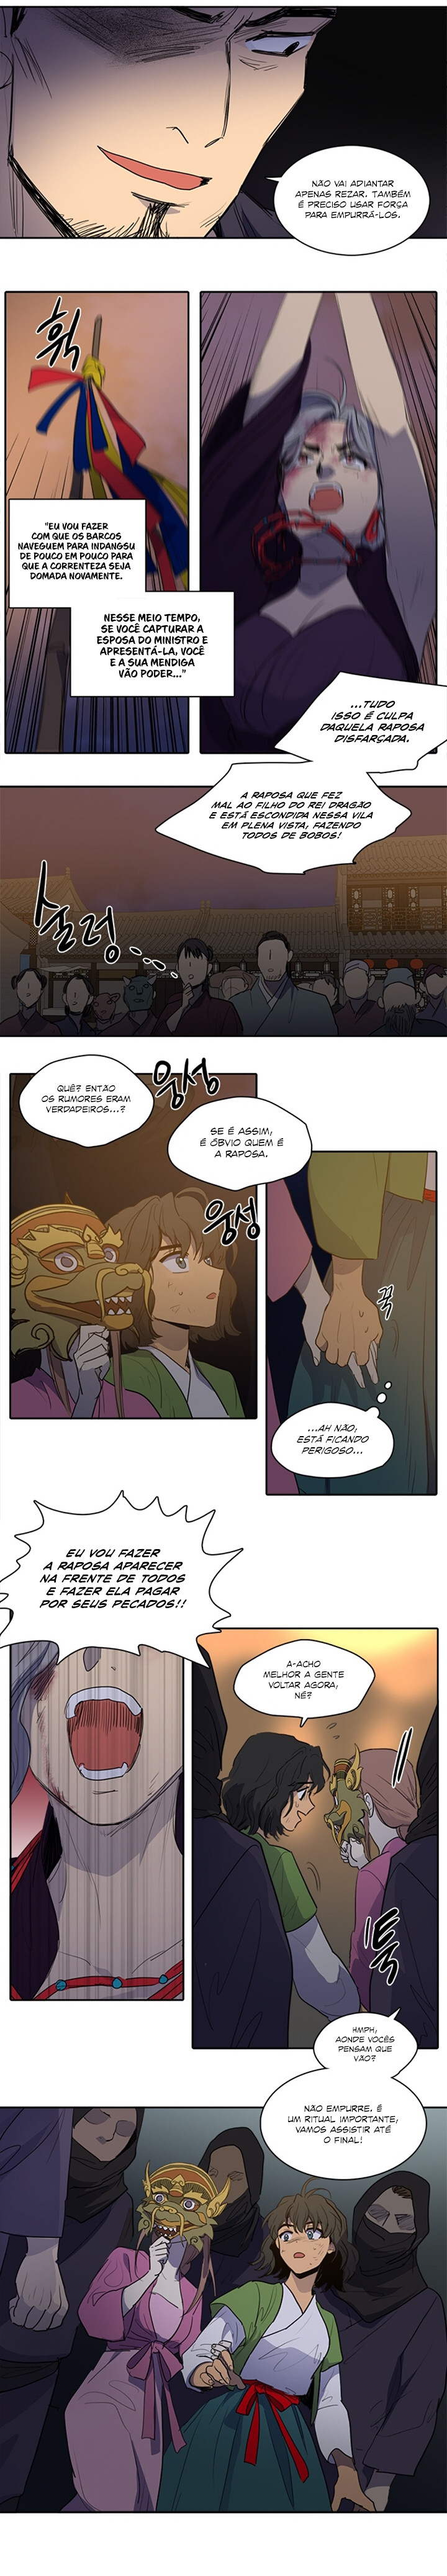 NÃO VAI ADIANTAR
APENAS REZAR. TAMBÉM
É PRECISO USAR FORÇA
PARA EMPURRÁ-LOS.
휙
"EU VOU FAZER
COM QUE OS BARCOS
NAVEGUEM PARA INDANGSU
DE POUCO EM POUCO PARA
QUE A CORRENTEZA SEJA
DOMADA NOVAMENTE.
NESSE MEIO TEMPO,
SE VOCÊ CAPTURAR A
ESPOSA DO MINISTRO E
APRESENTÁ-LA, VOCÊ
E A SUA MENDIGA
VÃO PODER..."
...TUDO
ISSO É CULPA
DAQUELA RAPOSA
DISFARÇADA.
A RAPOSA QUE FEZ
MAL AO FILHO DO REI DRAGÃO
E ESTÁ ESCONDIDA NESSA VILA
EM PLENA VISTA, FAZENDO
TODOS DE BOBOS!
술렁...
QUÊ? ENTÃO
OS RUMORES ERAM
VERDADEIROS...?
웅성
SE É ASSIM,
É ÓBVIO QUEM É
A RAPOSA.
웅성
꾹
...AH NÃO,
ESTÁ FICANDO
PERIGOSO...
EU VOU FAZER
A RAPOSA APARECER
NA FRENTE DE TODOS
E FAZER ELA PAGAR
POR SEUS PECADOS!!
A-ACHO
MELHOR A GENTE
VOLTAR AGORA,
NÉ?
HMPH,
AONDE VOCÊS
PENSAM QUE
VÃO?
NÃO EMPURRE. É
UM RITUAL IMPORTANTE,
VAMOS ASSISTIR ATÉ
O FINAL!